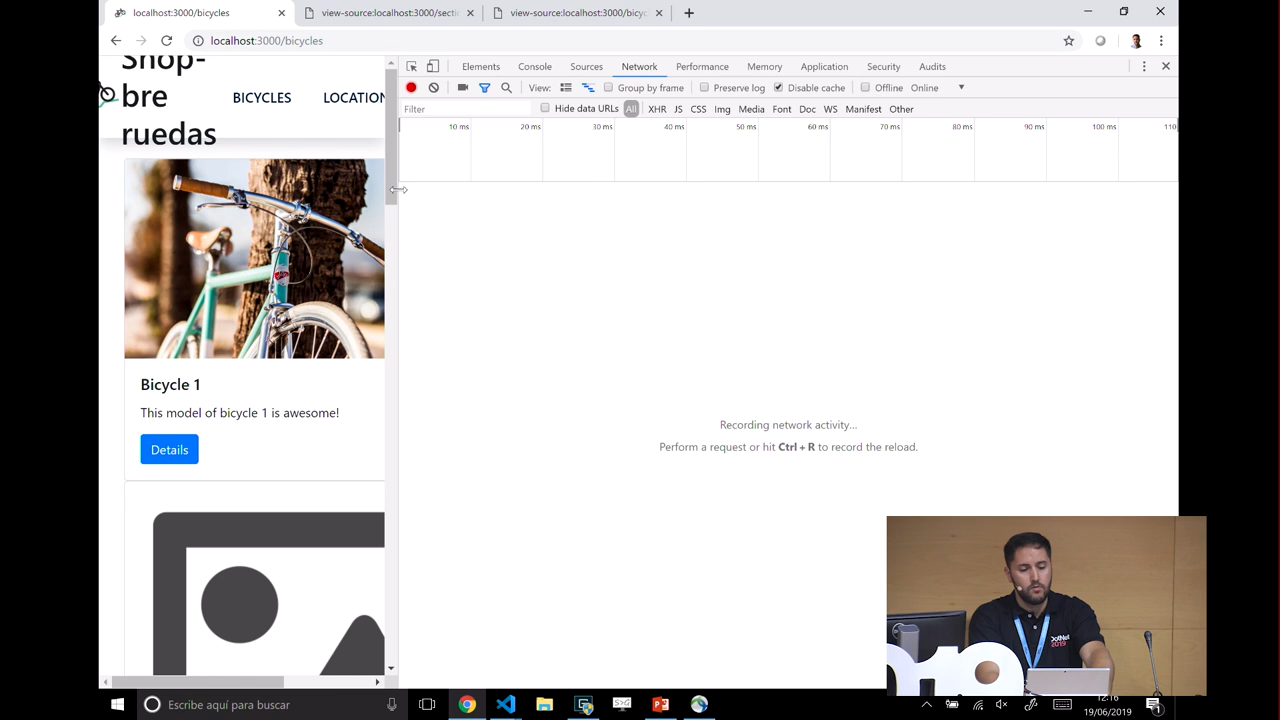 localhost:3000/bicycles
view-source:localhost:3000/secti
view-source:localhost:3000/bicyc
localhost:3000/bicycles
Shop-
bre
ruedas
BICYCLES
LOCATION
Elements
Console
Sources
Network
Performance
Memory
Application
Security
Audits
View:
Group by frame
Preserve log
Disable cache
Offline
Online
Filter
Hide data URLs
All
XHR
JS
CSS
Img
Media
Font
Doc
WS
Manifest
Other
10 ms
20 ms
30 ms
40 ms
50 ms
60 ms
70 ms
80 ms
90 ms
100 ms
110
Bicycle 1
This model of bicycle 1 is awesome!
Details
Recording network activity...
Perform a request or hit Ctrl + R to record the reload.
DotNet
2019
Escribe aquí para buscar
12:16
19/06/2019